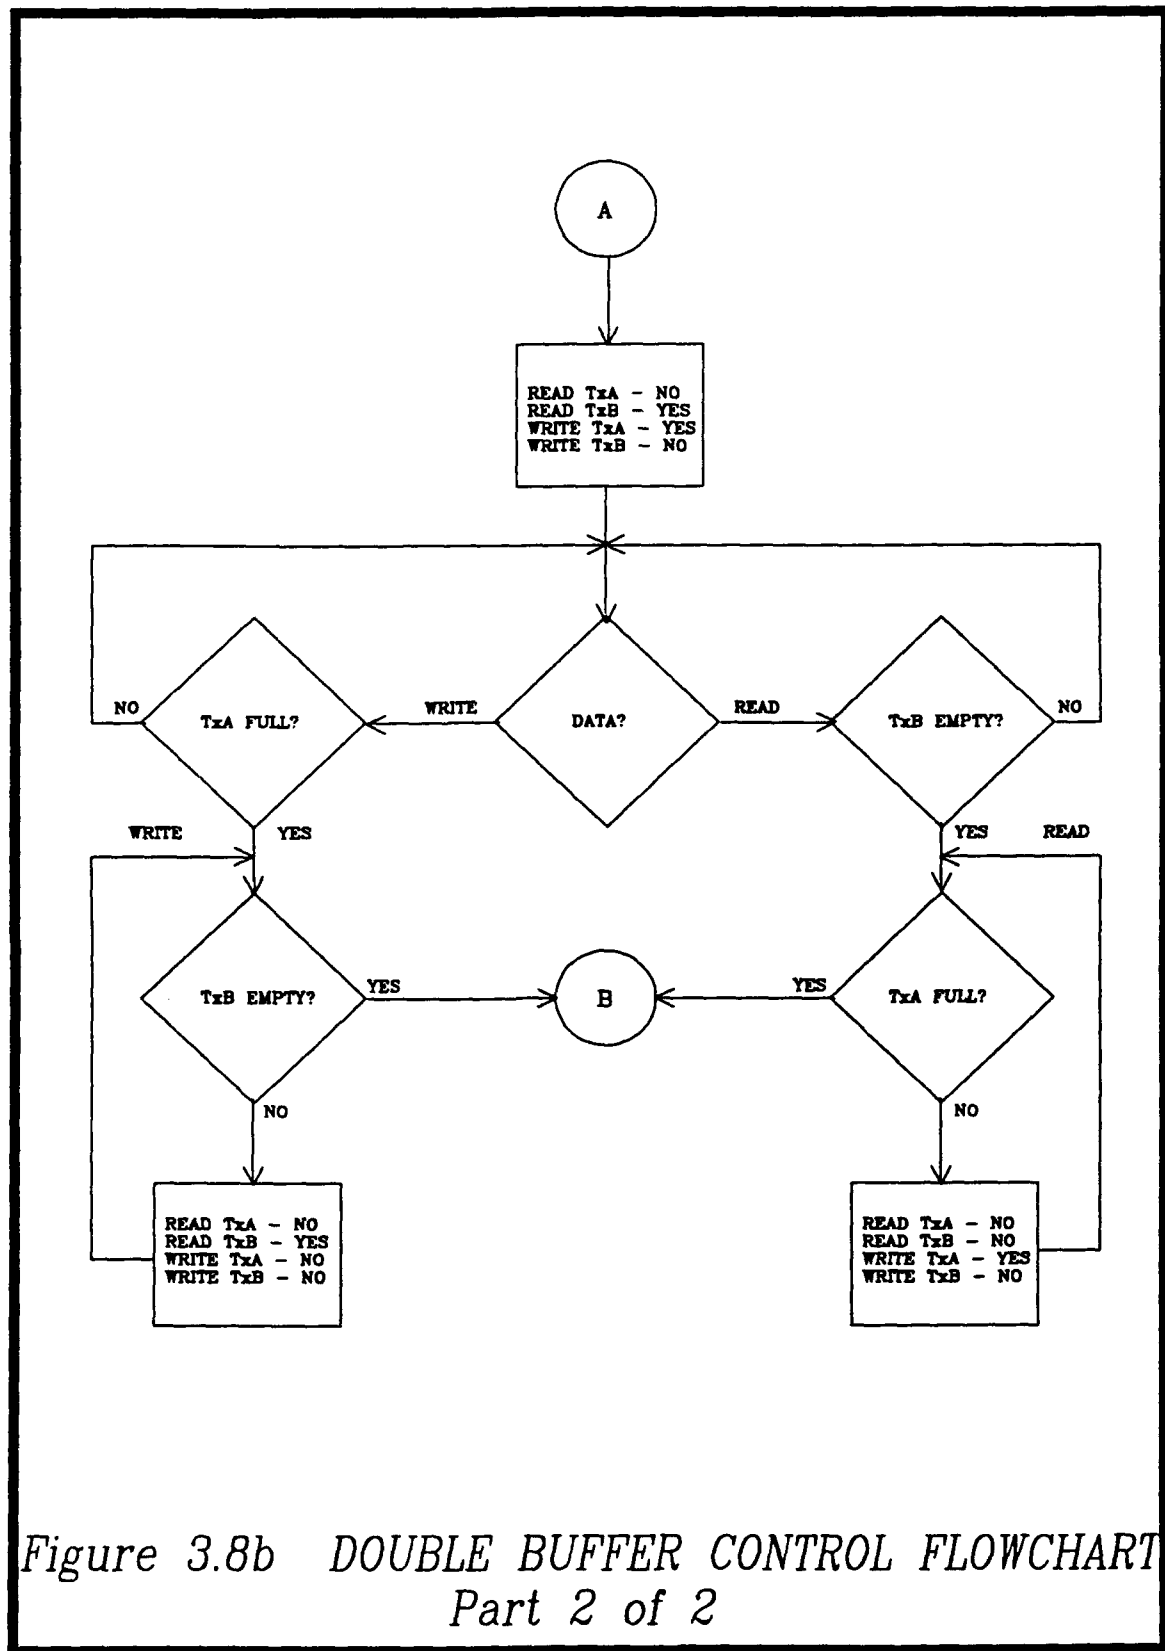 A
READ TxA - NO
READ TxB - YES
WRITE TxA - YES
WRITE TxB - NO
NO
TxA FULL?
WRITE
DATA?
READ
TxB EMPTY?
NO
WRITE
YES
YES
READ
TxB EMPTY?
YES
B
YES
TxA FULL?
NO
NO
READ TxA - NO
READ TxB - YES
WRITE TxA - NO
WRITE TxB - NO
READ TxA - NO
READ TxB - NO
WRITE TxA - YES
WRITE TxB - NO
Figure 3.8b DOUBLE BUFFER CONTROL FLOWCHART
Part 2 of 2